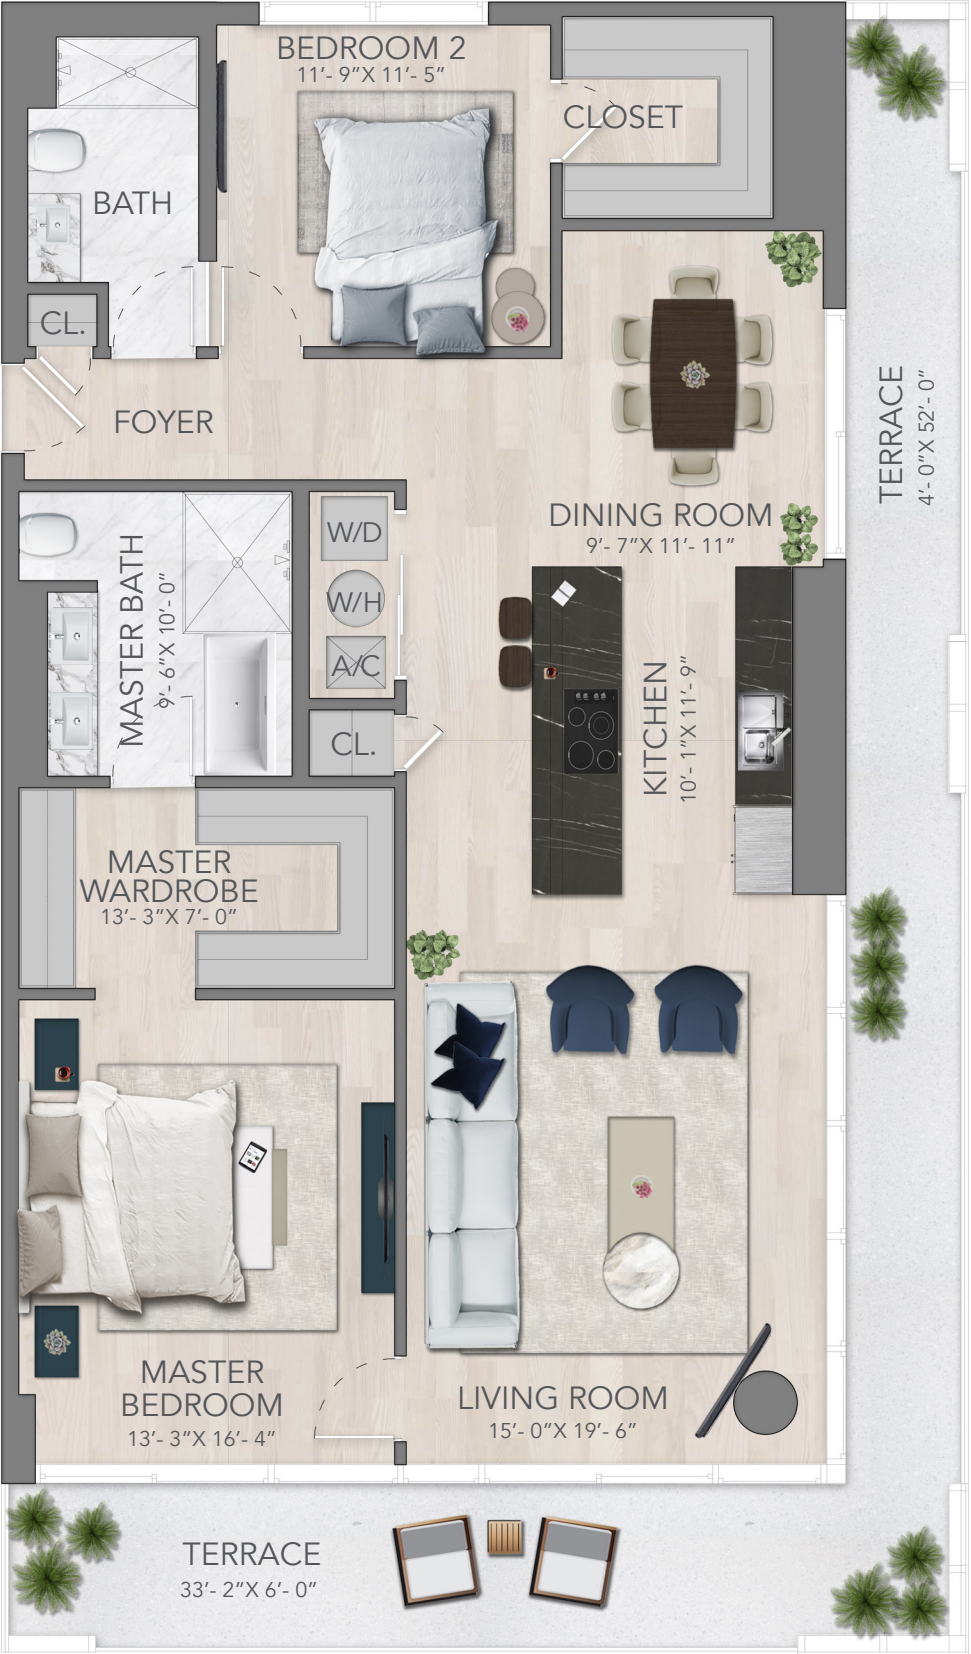 BEDROOM 2
11'- 9"X 11'- 5"
CLOSET
BATH
CL.
FOYER
TERRACE
4'- 0"X 52'- 0"
DINING ROOM
9'- 7"X 11'- 11"
W/D
W/H
A/C
MASTER BATH
9'- 6"X 10'- 0"
CL.
KITCHEN
10'- 1"X 11'- 9"
MASTER
WARDROBE
13'- 3"X 7'- 0"
MASTER
BEDROOM
13'- 3"X 16'- 4"
LIVING ROOM
15'- 0"X 19'- 6"
TERRACE
33'- 2"X 6'- 0"